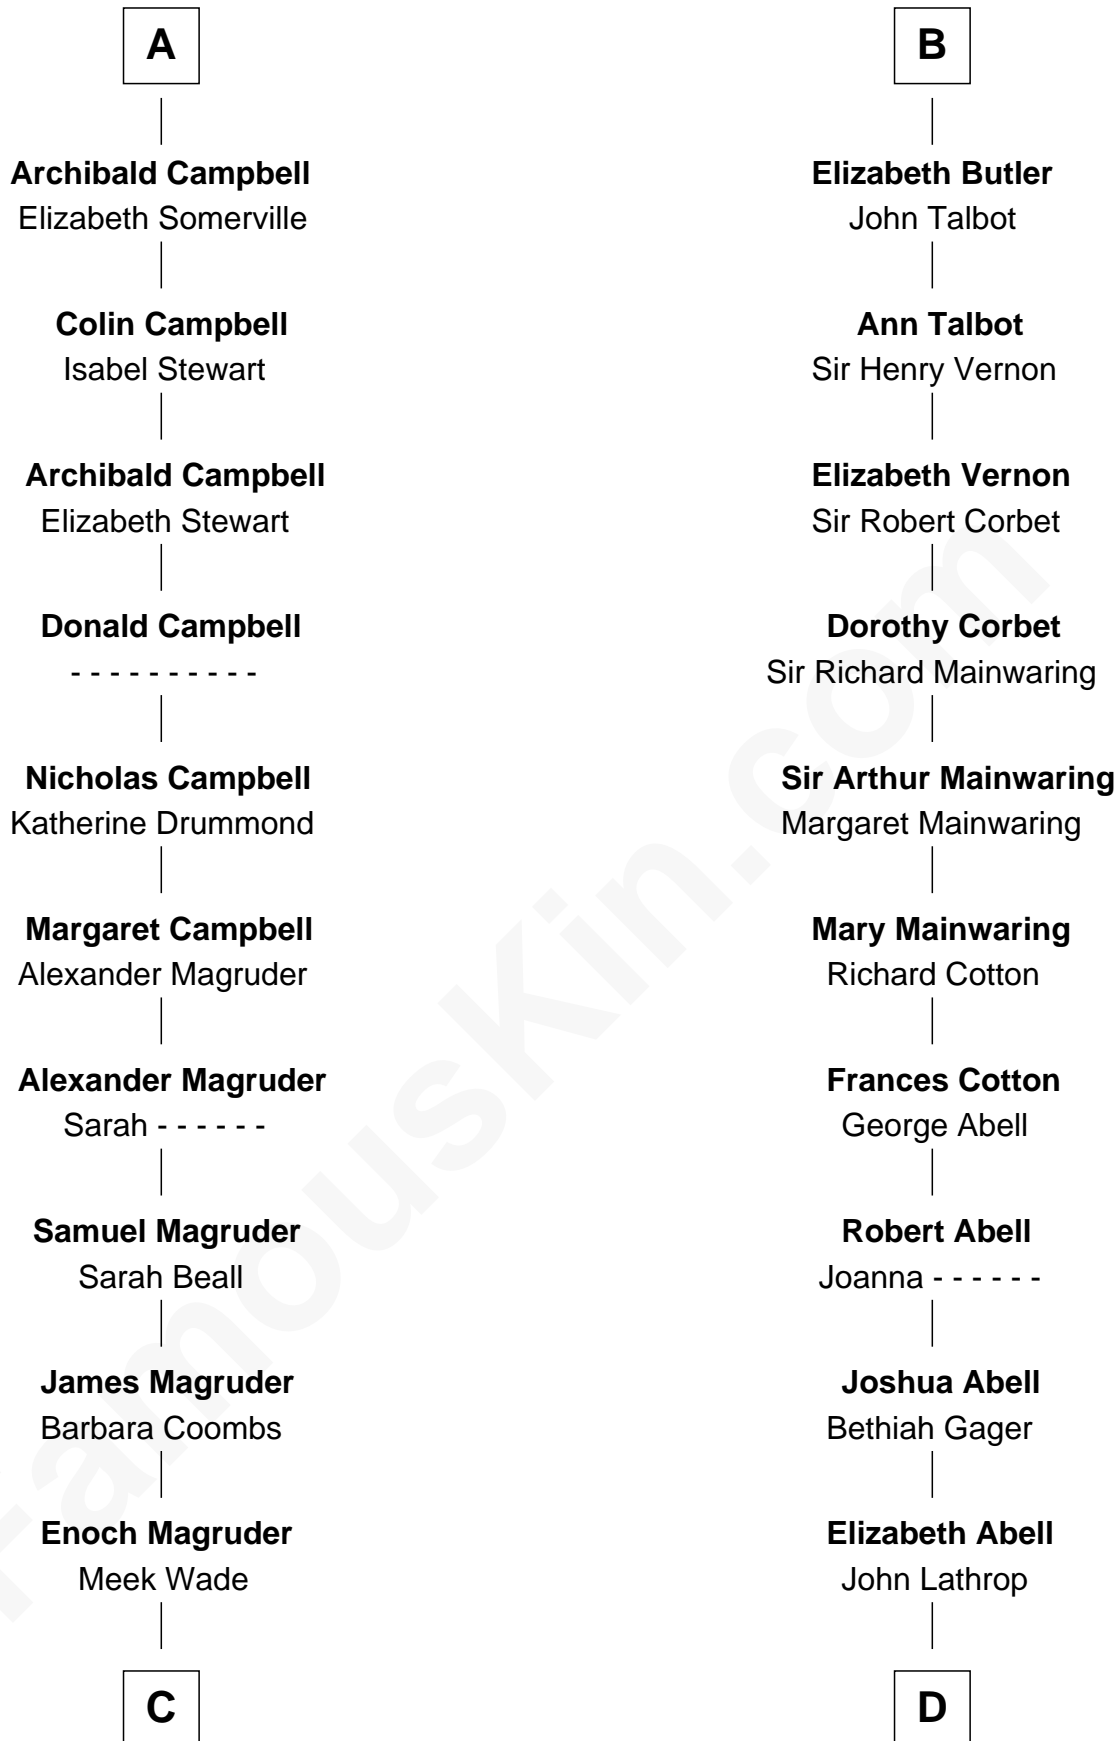 A
Archibald Campbell
Elizabeth Somerville
Colin Campbell
Isabel Stewart
Archibald Campbell
Elizabeth Stewart
Donald Campbell
- - - - - - - - - -
Nicholas Campbell
Katherine Drummond
Margaret Campbell
Alexander Magruder
Alexander Magruder
Sarah - - - - - -
Samuel Magruder
Sarah Beall
James Magruder
Barbara Coombs
Enoch Magruder
Meek Wade
C
B
Elizabeth Butler
John Talbot
Ann Talbot
Sir Henry Vernon
Elizabeth Vernon
Sir Robert Corbet
Dorothy Corbet
Sir Richard Mainwaring
Sir Arthur Mainwaring
Margaret Mainwaring
Mary Mainwaring
Richard Cotton
Frances Cotton
George Abell
Robert Abell
Joanna - - - - - -
Joshua Abell
Bethiah Gager
Elizabeth Abell
John Lathrop
D
FamousKin.com